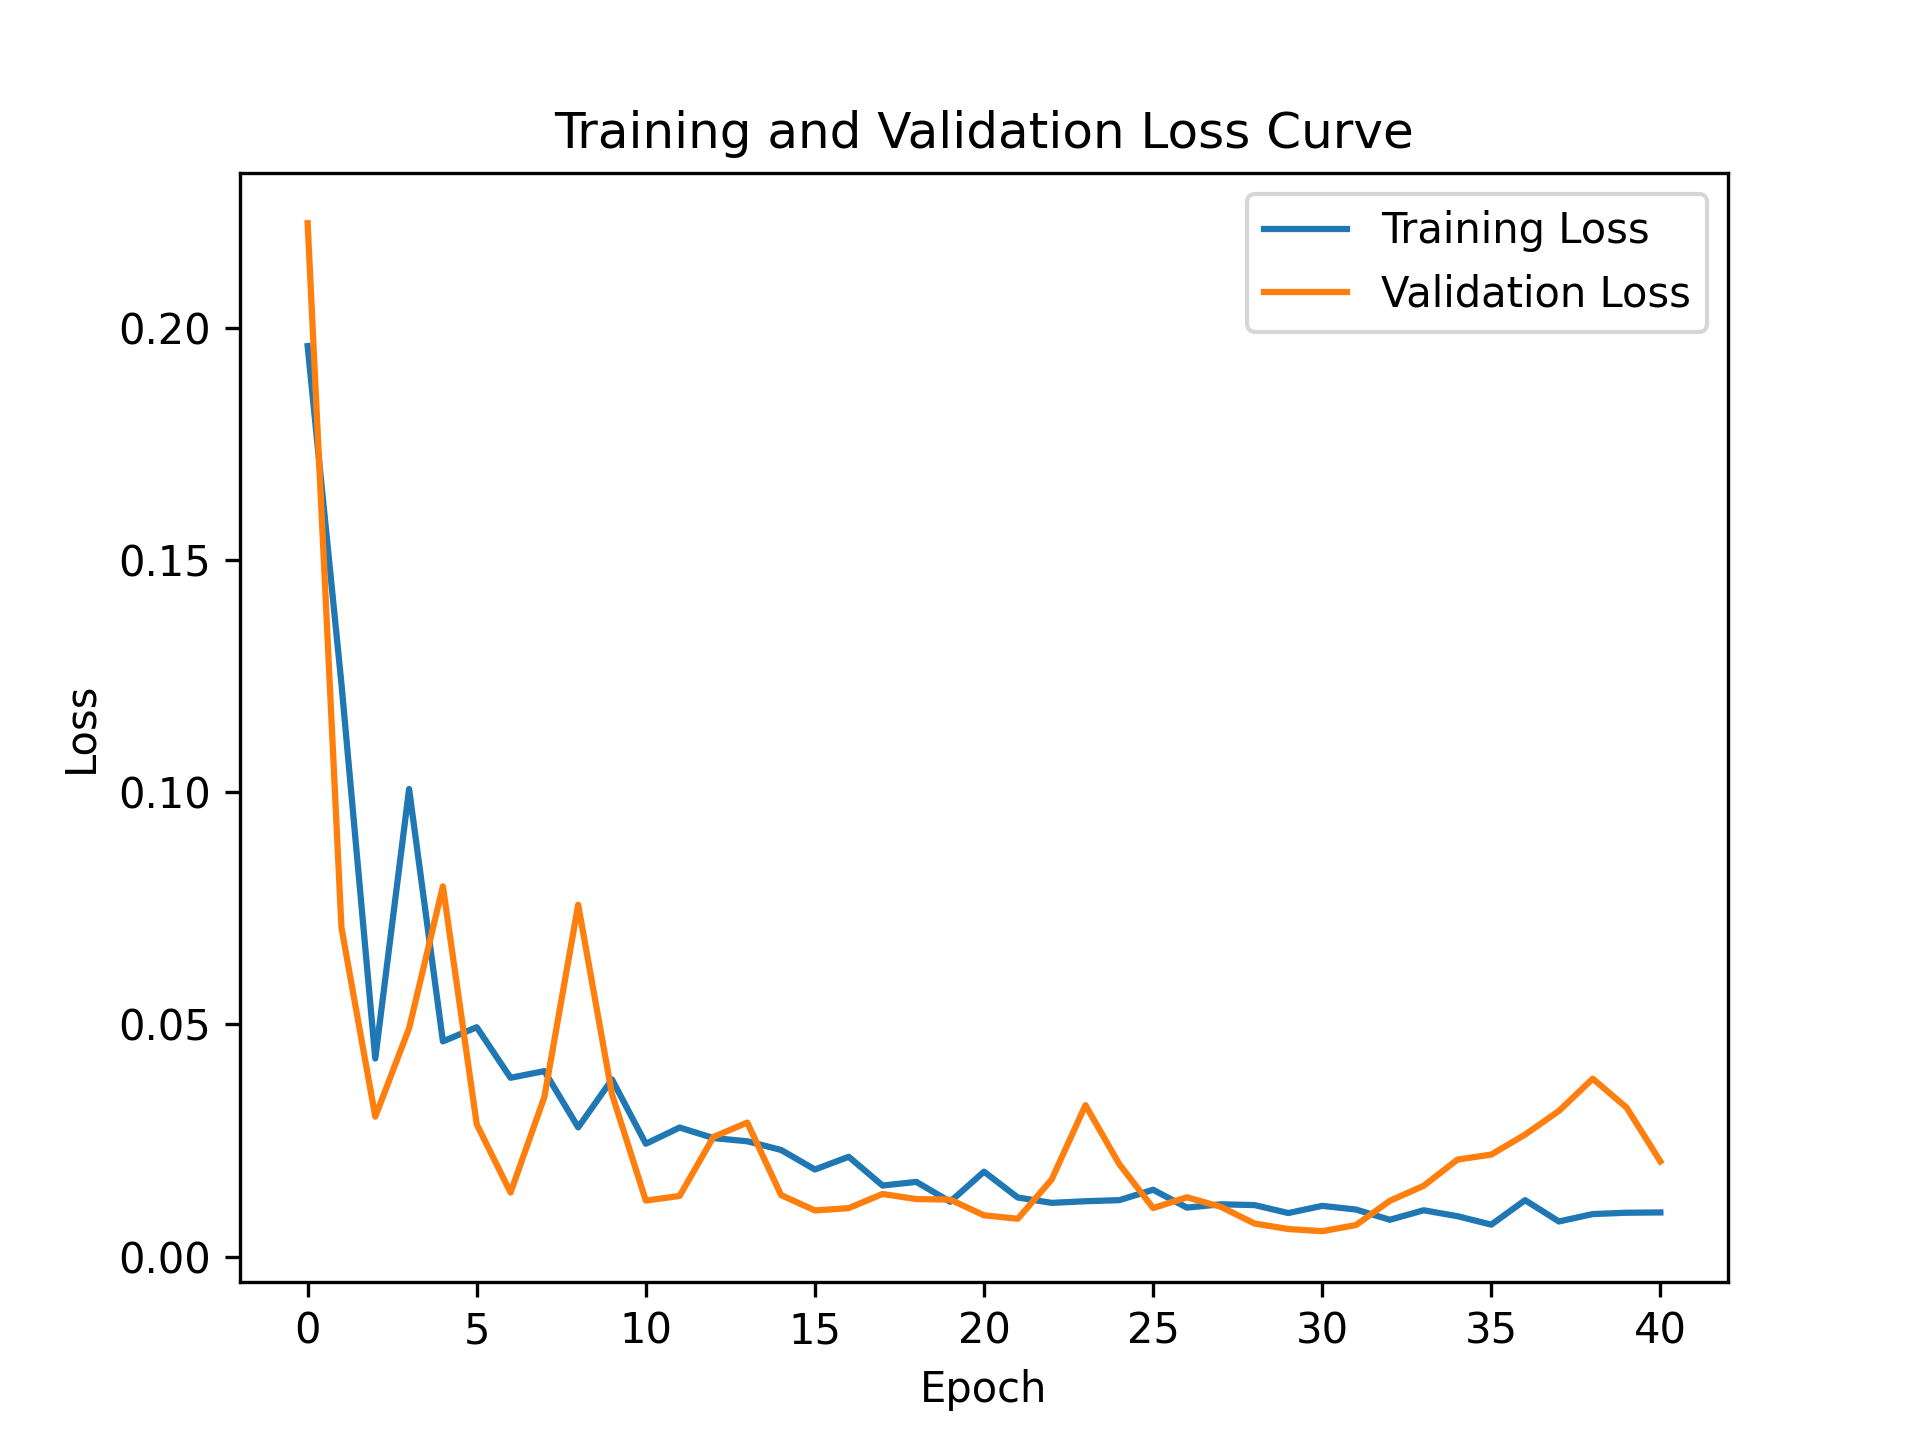 Training and Validation Loss Curve
Training Loss
Validation Loss
0.20
0.15
0.10
0.05
0.00
Loss
0 5 10 15 20 25 30 35 40
Epoch